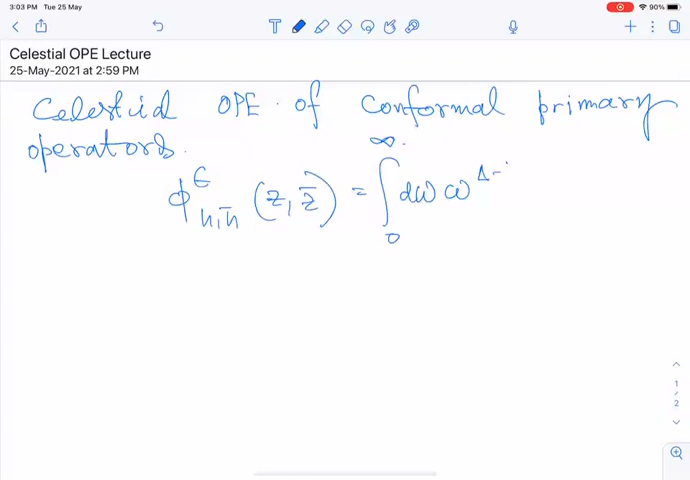 3:03 PM Tue 25 May
90%
Celestial OPE Lecture
25-May-2021 at 2:59 PM
Celestial OPE of conformal primary
operators.
ϕ^ϵ_{h,h̄} (z, z̄) = ∫_0^∞ dω ω^{Δ-
1
/
2